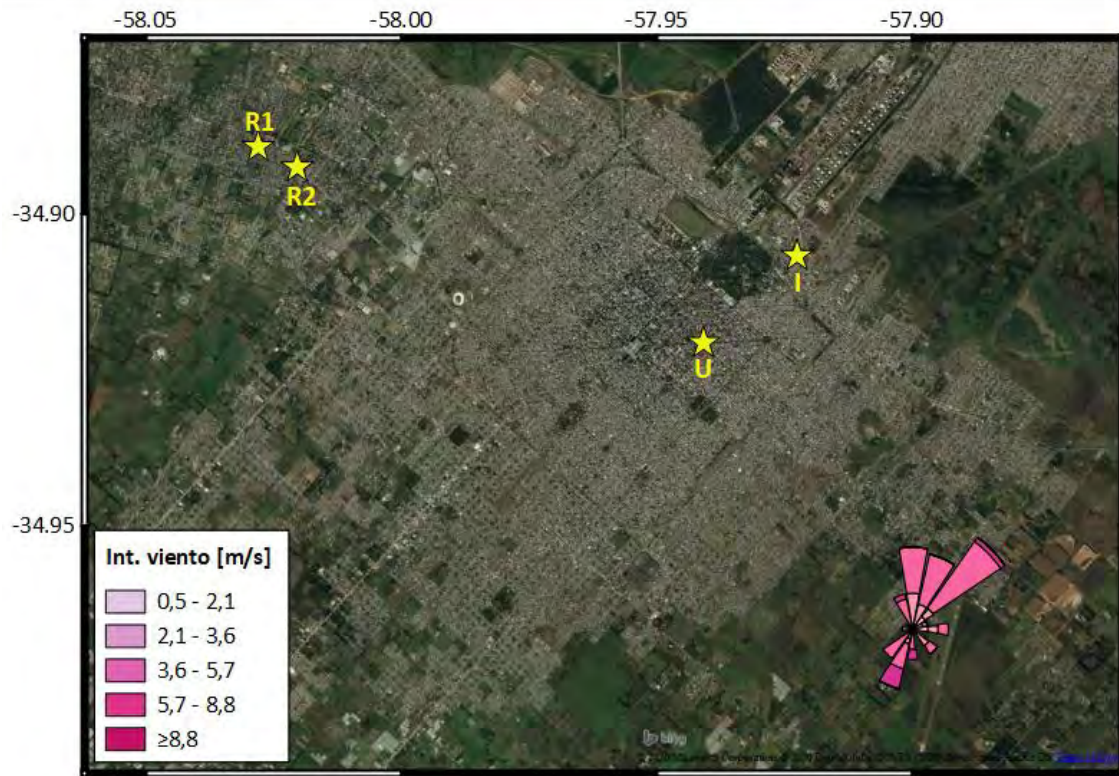 -58.05 -58.00 -57.95 -57.90
R1
R2
-34.90
I
U
-34.95
Int. viento [m/s]
0,5 - 2,1
2,1 - 3,6
3,6 - 5,7
5,7 - 8,8
≥8,8
bing